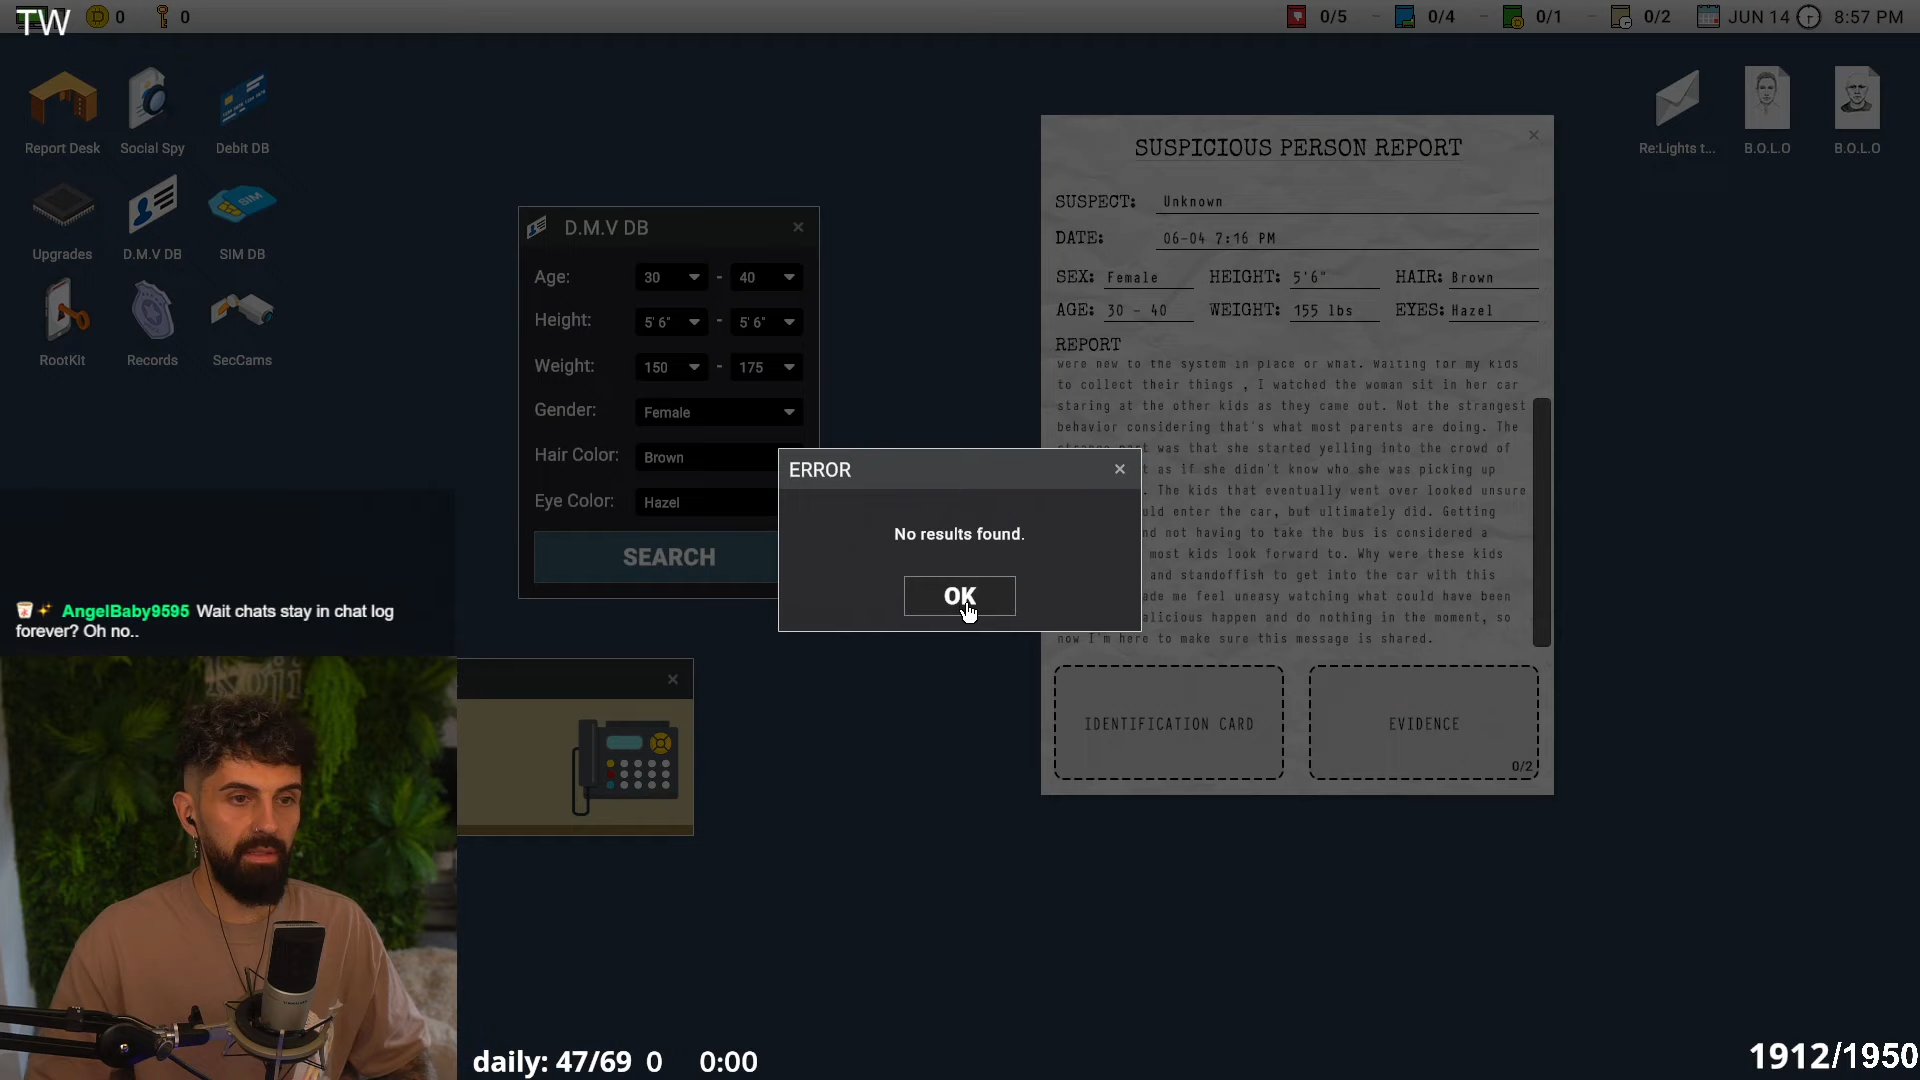 TW
0
0
0/5
0/4
0/1
0/2
JUN 14
8:57 PM
Report Desk
Social Spy
Debit DB
Upgrades
D.M.V DB
SIM DB
RootKit
Records
SecCams
Re:Lights t...
B.O.L.O
B.O.L.O
D.M.V DB
Age: 30 - 40
Height: 5' 6" - 5' 6"
Weight: 150 - 175
Gender: Female
Hair Color: Brown
Eye Color: Hazel
SEARCH
ERROR
No results found.
OK
SUSPICIOUS PERSON REPORT
SUSPECT: Unknown
DATE: 06-04 7:16 PM
SEX: Female HEIGHT: 5'6" HAIR: Brown
AGE: 30 - 40 WEIGHT: 155 lbs EYES: Hazel
REPORT
were new to the system in place or what. Waiting for my kids
to collect their things , I watched the woman sit in her car
staring at the other kids as they came out. Not the strangest
behavior considering that's what most parents are doing. The
strange part was that she started yelling into the crowd of
as if she didn't know who she was picking up
. The kids that eventually went over looked unsure
enter the car, but ultimately did. Getting
not having to take the bus is considered a
most kids look forward to. Why were these kids
and standoffish to get into the car with this
me feel uneasy watching what could have been
happen and do nothing in the moment, so
now I'm here to make sure this message is shared.
IDENTIFICATION CARD
EVIDENCE
0/2
AngelBaby9595 Wait chats stay in chat log
forever? Oh no..
koji
daily: 47/69 0 0:00
1912/1950